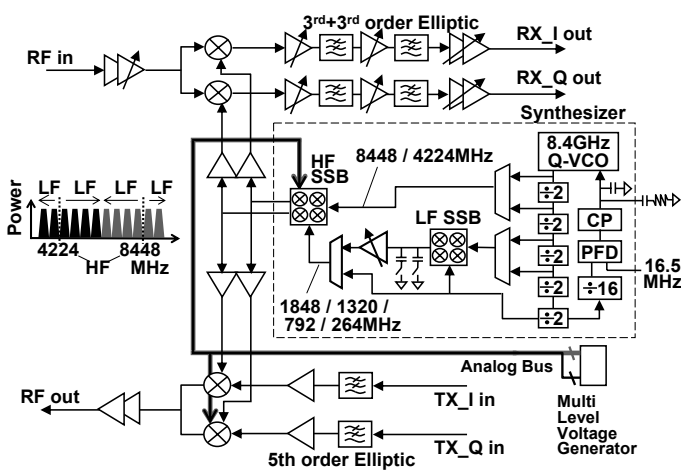 3rd+3rd order Elliptic
RX_I out
RF in
RX_Q out
Synthesizer
8.4GHz
Q-VCO
HF
SSB
8448 / 4224MHz
÷2
÷2
÷2
÷2
÷2
LF SSB
CP
PFD
÷16
16.5
MHz
Power
LF LF LF LF
4224 HF 8448
MHz
1848 / 1320 /
792 / 264MHz
Analog Bus
Multi
Level
Voltage
Generator
RF out
TX_I in
TX_Q in
5th order Elliptic